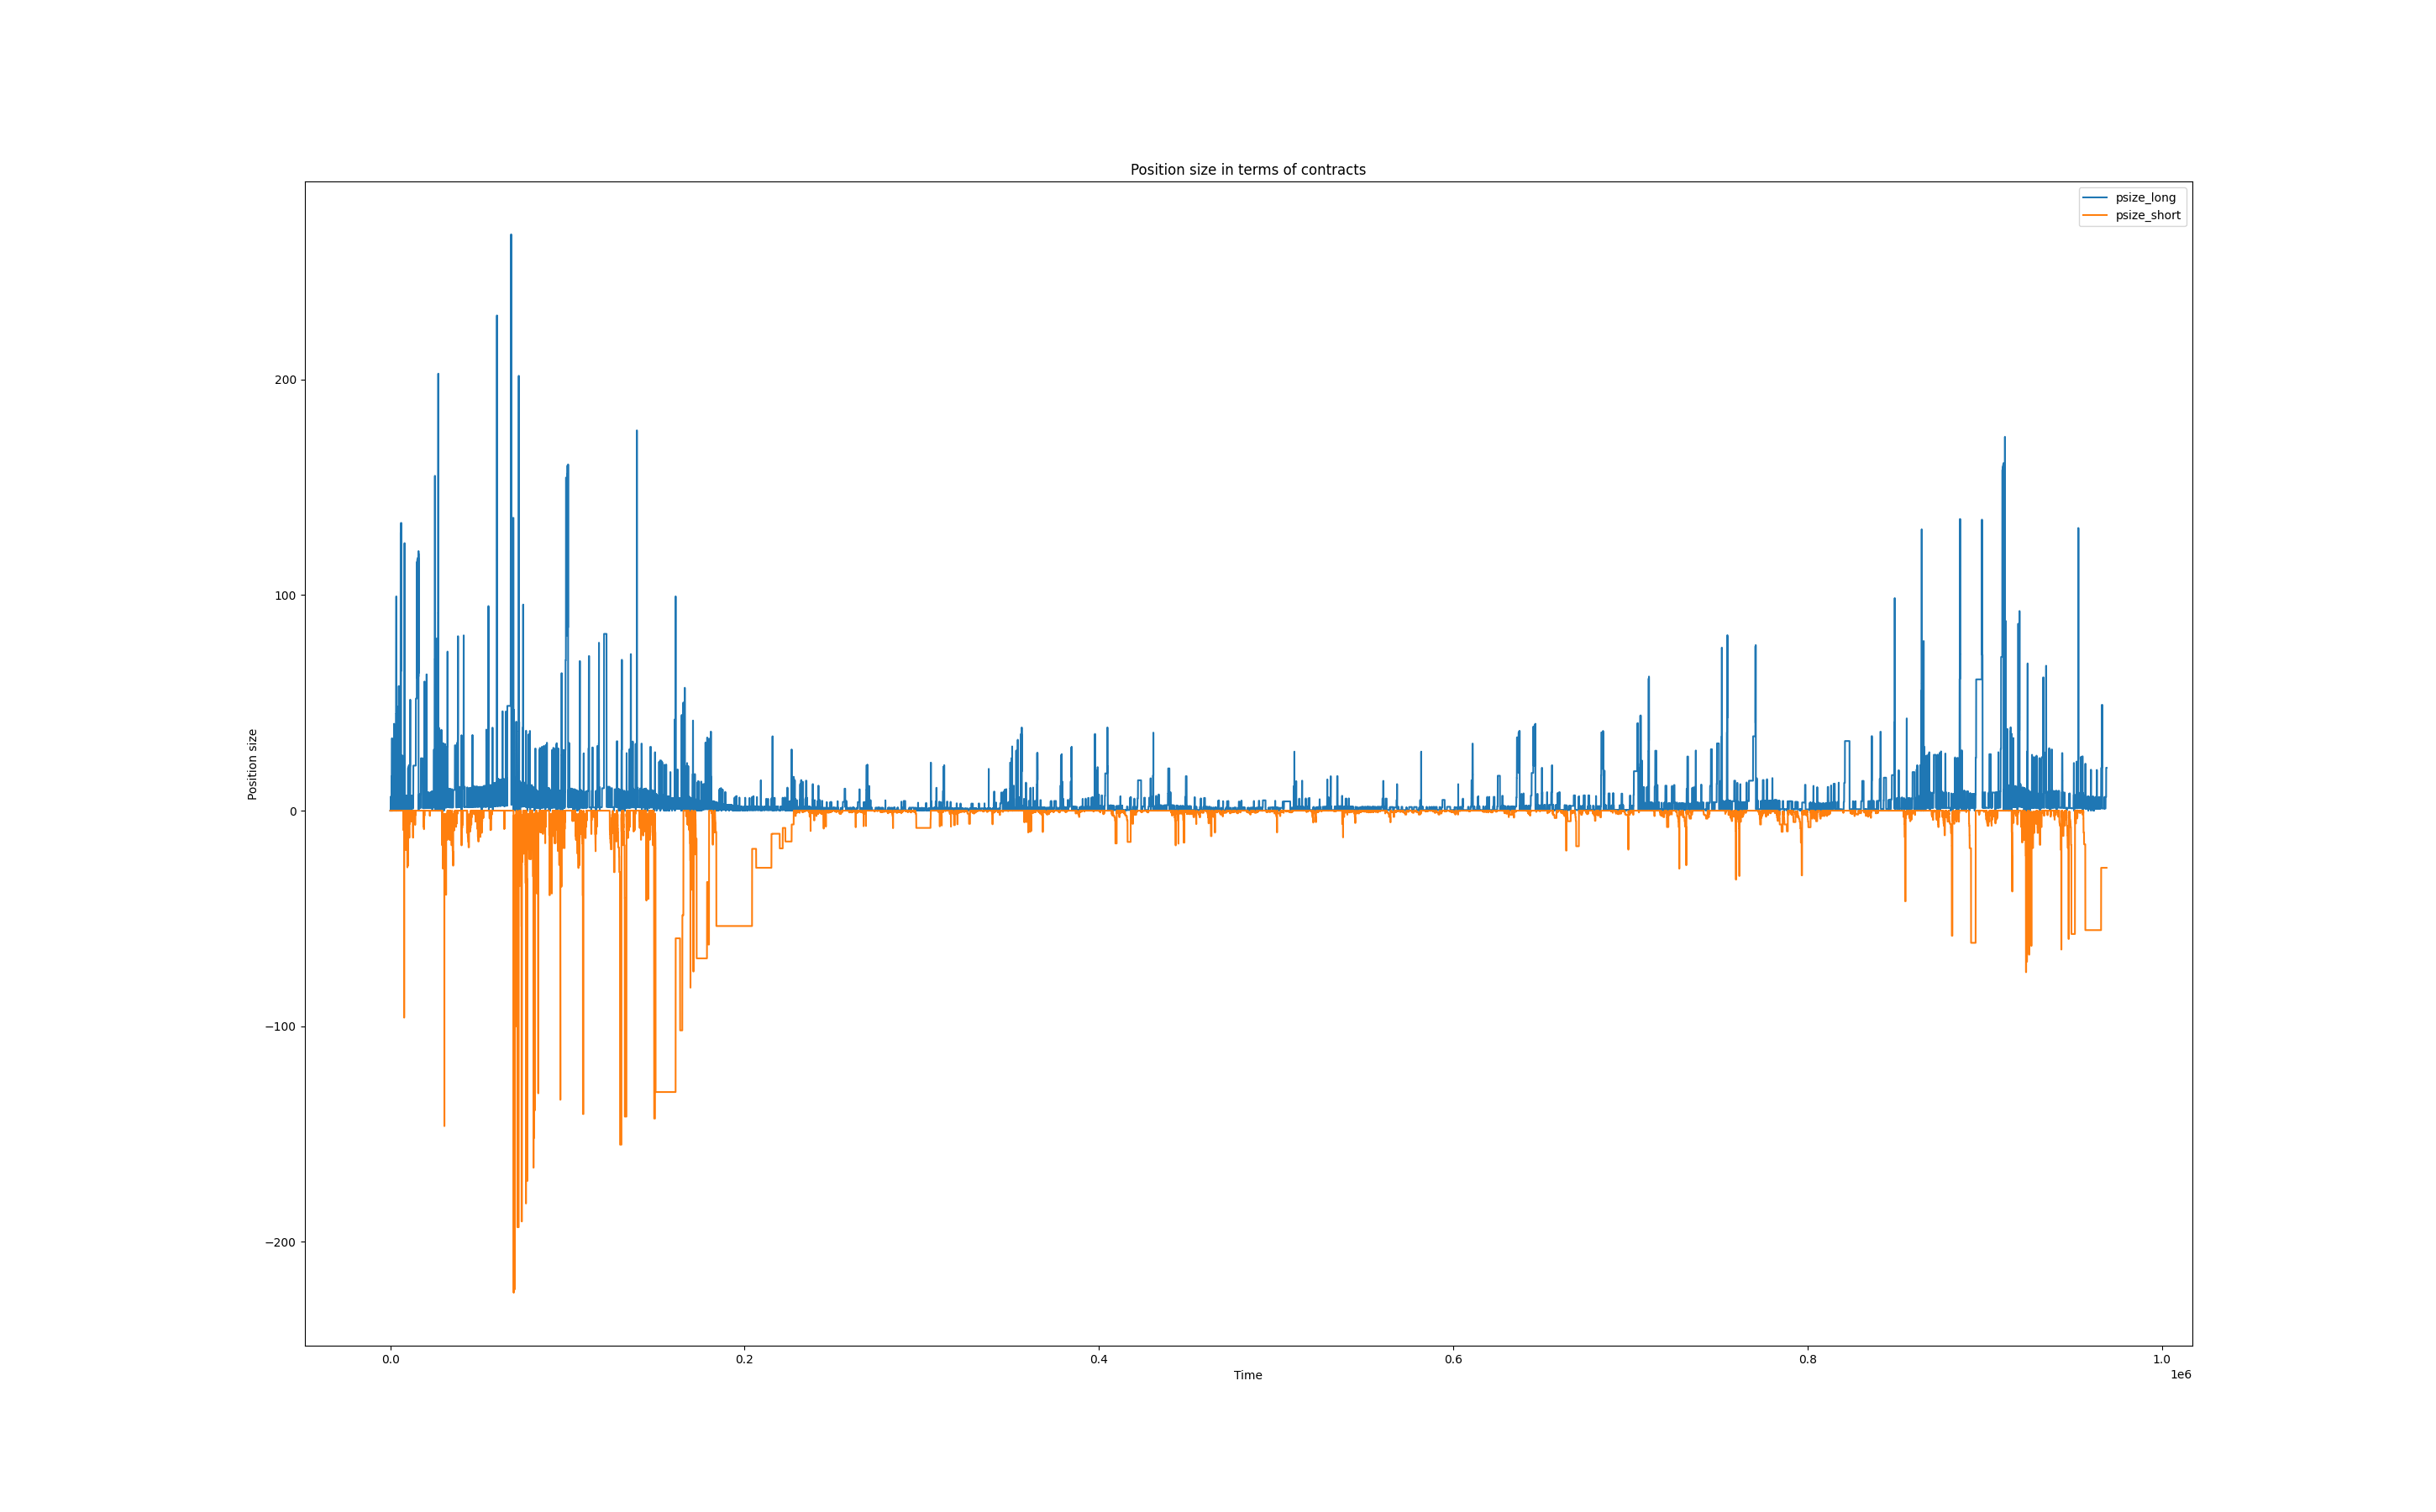 Position size in terms of contracts
psize_long
psize_short
Position size
200
100
0
−100
−200
0.0
0.2
0.4
0.6
0.8
1.0
Time
1e6